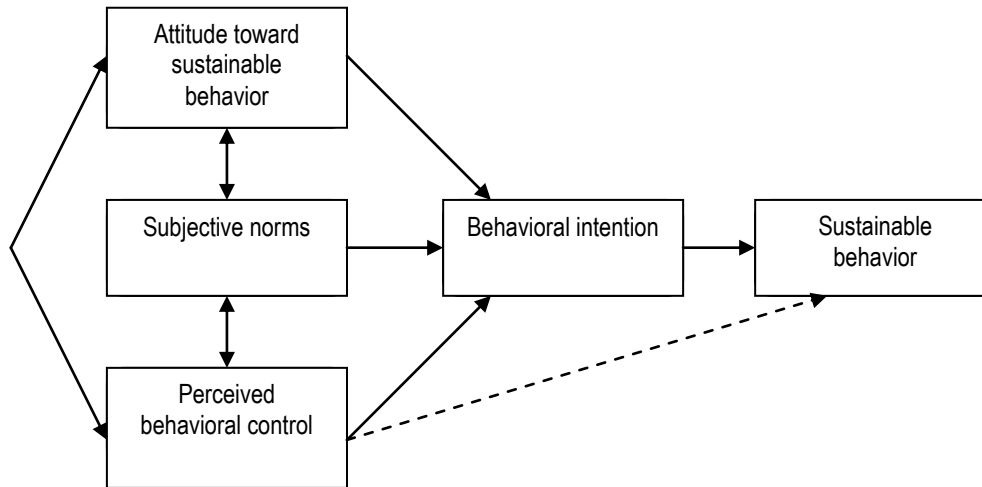 Attitude toward
sustainable
behavior
Subjective norms
Behavioral intention
Sustainable
behavior
Perceived
behavioral control